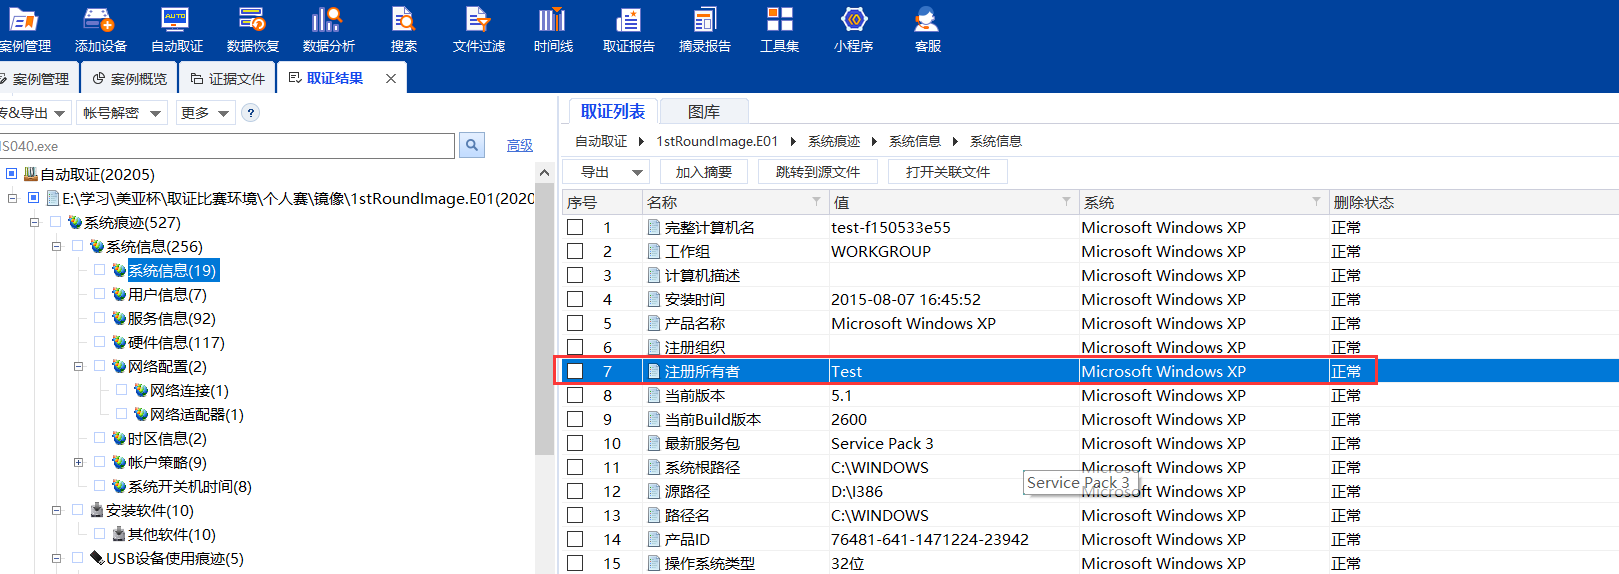 案例管理 添加设备 自动取证 数据恢复 数据分析 搜索 文件过滤 时间线 取证报告 摘录报告 工具集 小程序 客服
案例管理 案例概览 证据文件 取证结果
&导出 帐号解密 更多 ?
取证列表 图库
自动取证 1stRoundImage.E01 系统痕迹 系统信息 系统信息
S040.exe 高级
导出 加入摘要 跳转到源文件 打开关联文件
自动取证(20205)
E:\学习\美亚杯\取证比赛环境\个人赛\镜像\1stRoundImage.E01(2020
系统痕迹(527)
系统信息(256)
系统信息(19)
用户信息(7)
服务信息(92)
硬件信息(117)
网络配置(2)
网络连接(1)
网络适配器(1)
时区信息(2)
帐户策略(9)
系统开关机时间(8)
安装软件(10)
其他软件(10)
USB设备使用痕迹(5)
序号 名称 值 系统 删除状态
1 完整计算机名 test-f150533e55 Microsoft Windows XP 正常
2 工作组 WORKGROUP Microsoft Windows XP 正常
3 计算机描述 Microsoft Windows XP 正常
4 安装时间 2015-08-07 16:45:52 Microsoft Windows XP 正常
5 产品名称 Microsoft Windows XP Microsoft Windows XP 正常
6 注册组织 Microsoft Windows XP 正常
7 注册所有者 Test Microsoft Windows XP 正常
8 当前版本 5.1 Microsoft Windows XP 正常
9 当前Build版本 2600 Microsoft Windows XP 正常
10 最新服务包 Service Pack 3 Microsoft Windows XP 正常
11 系统根路径 C:\WINDOWS Microsoft Windows XP 正常
Service Pack 3
12 源路径 D:\I386 Microsoft Windows XP 正常
13 路径名 C:\WINDOWS Microsoft Windows XP 正常
14 产品ID 76481-641-1471224-23942 Microsoft Windows XP 正常
15 操作系统类型 32位 Microsoft Windows XP 正常